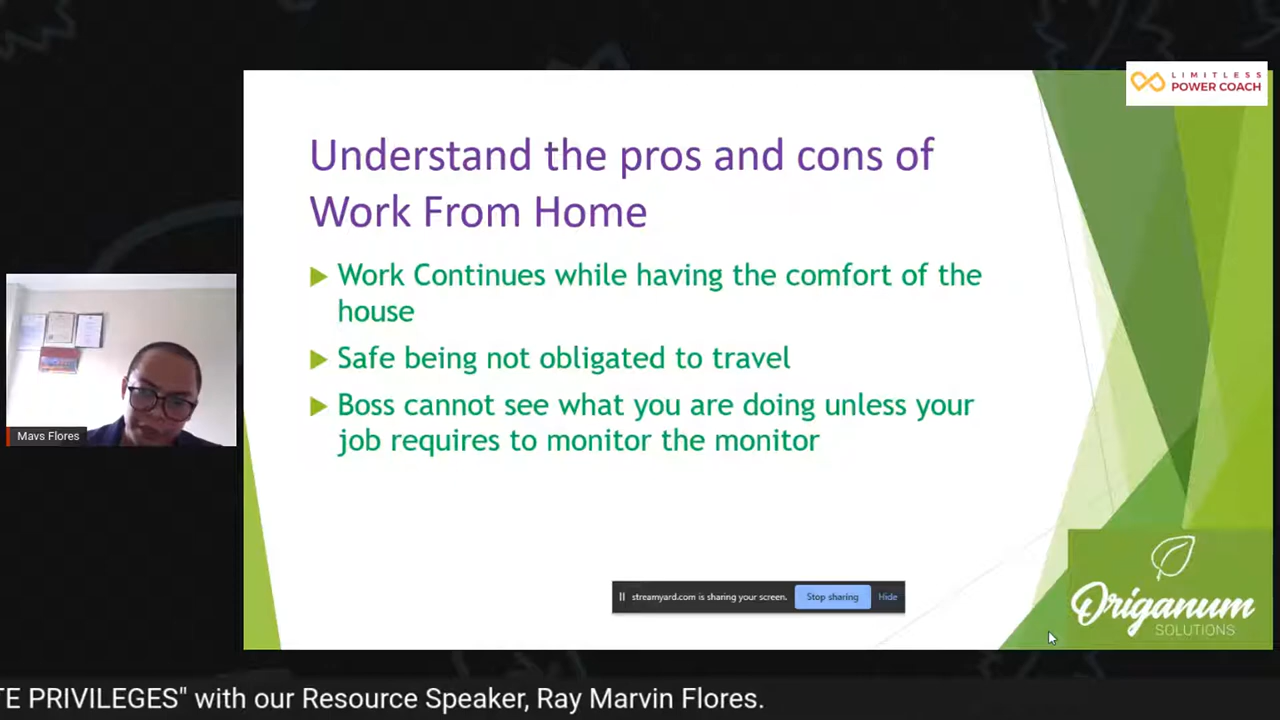 LIMITLESS
POWER COACH
Understand the pros and cons of
Work From Home
Work Continues while having the comfort of the
house
Safe being not obligated to travel
Boss cannot see what you are doing unless your
job requires to monitor the monitor
Mavs Flores
streamyard.com is sharing your screen. Stop sharing Hide
Origanum
SOLUTIONS
TE PRIVILEGES" with our Resource Speaker, Ray Marvin Flores.